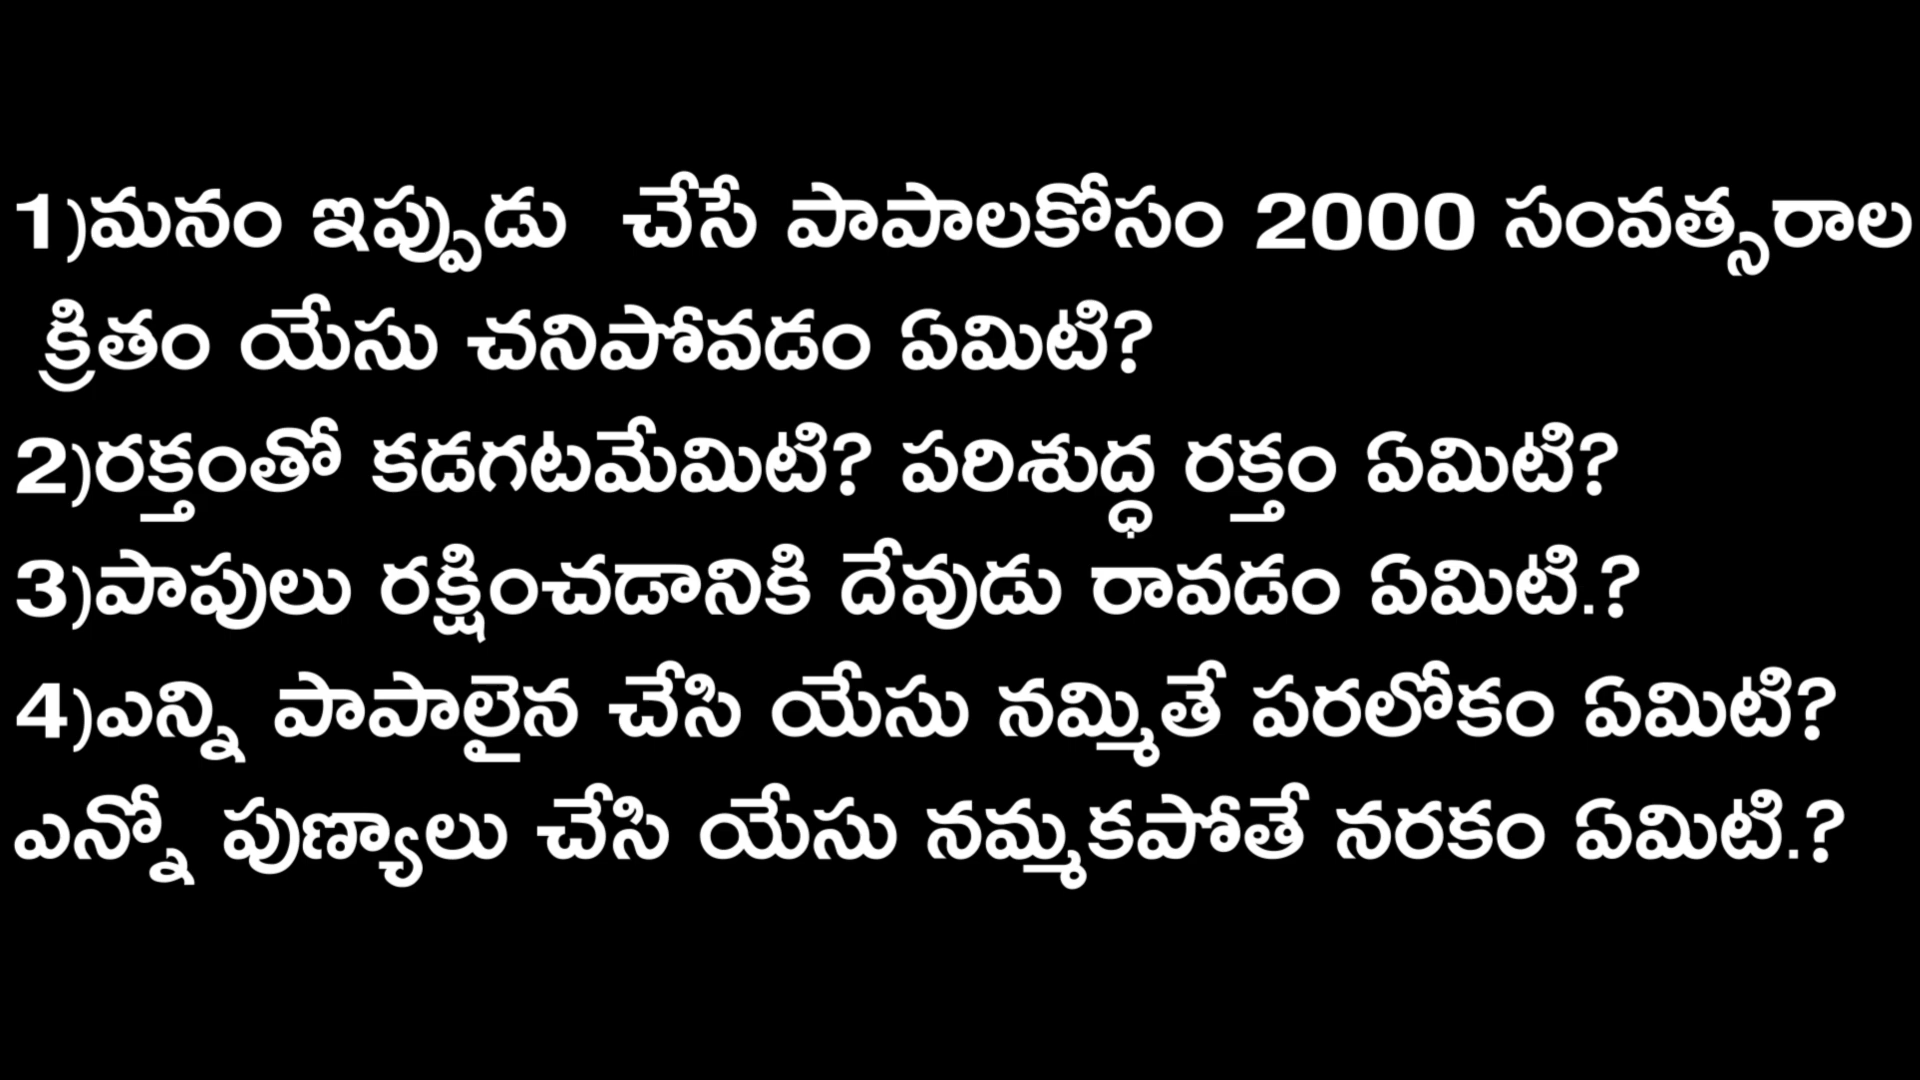 1)మనం ఇప్పుడు  చేసే పాపాలకోసం 2000 సంవత్సరాల
క్రితం యేసు చనిపోవడం ఏమిటి?
2)రక్తంతో కడగటమేమిటి? పరిశుద్ధ రక్తం ఏమిటి?
3)పాపులు రక్షించడానికి దేవుడు రావడం ఏమిటి.?
4)ఎన్ని పాపాలైన చేసి యేసు నమ్మితే పరలోకం ఏమిటి?
ఎన్నో పుణ్యాలు చేసి యేసు నమ్మకపోతే నరకం ఏమిటి.?